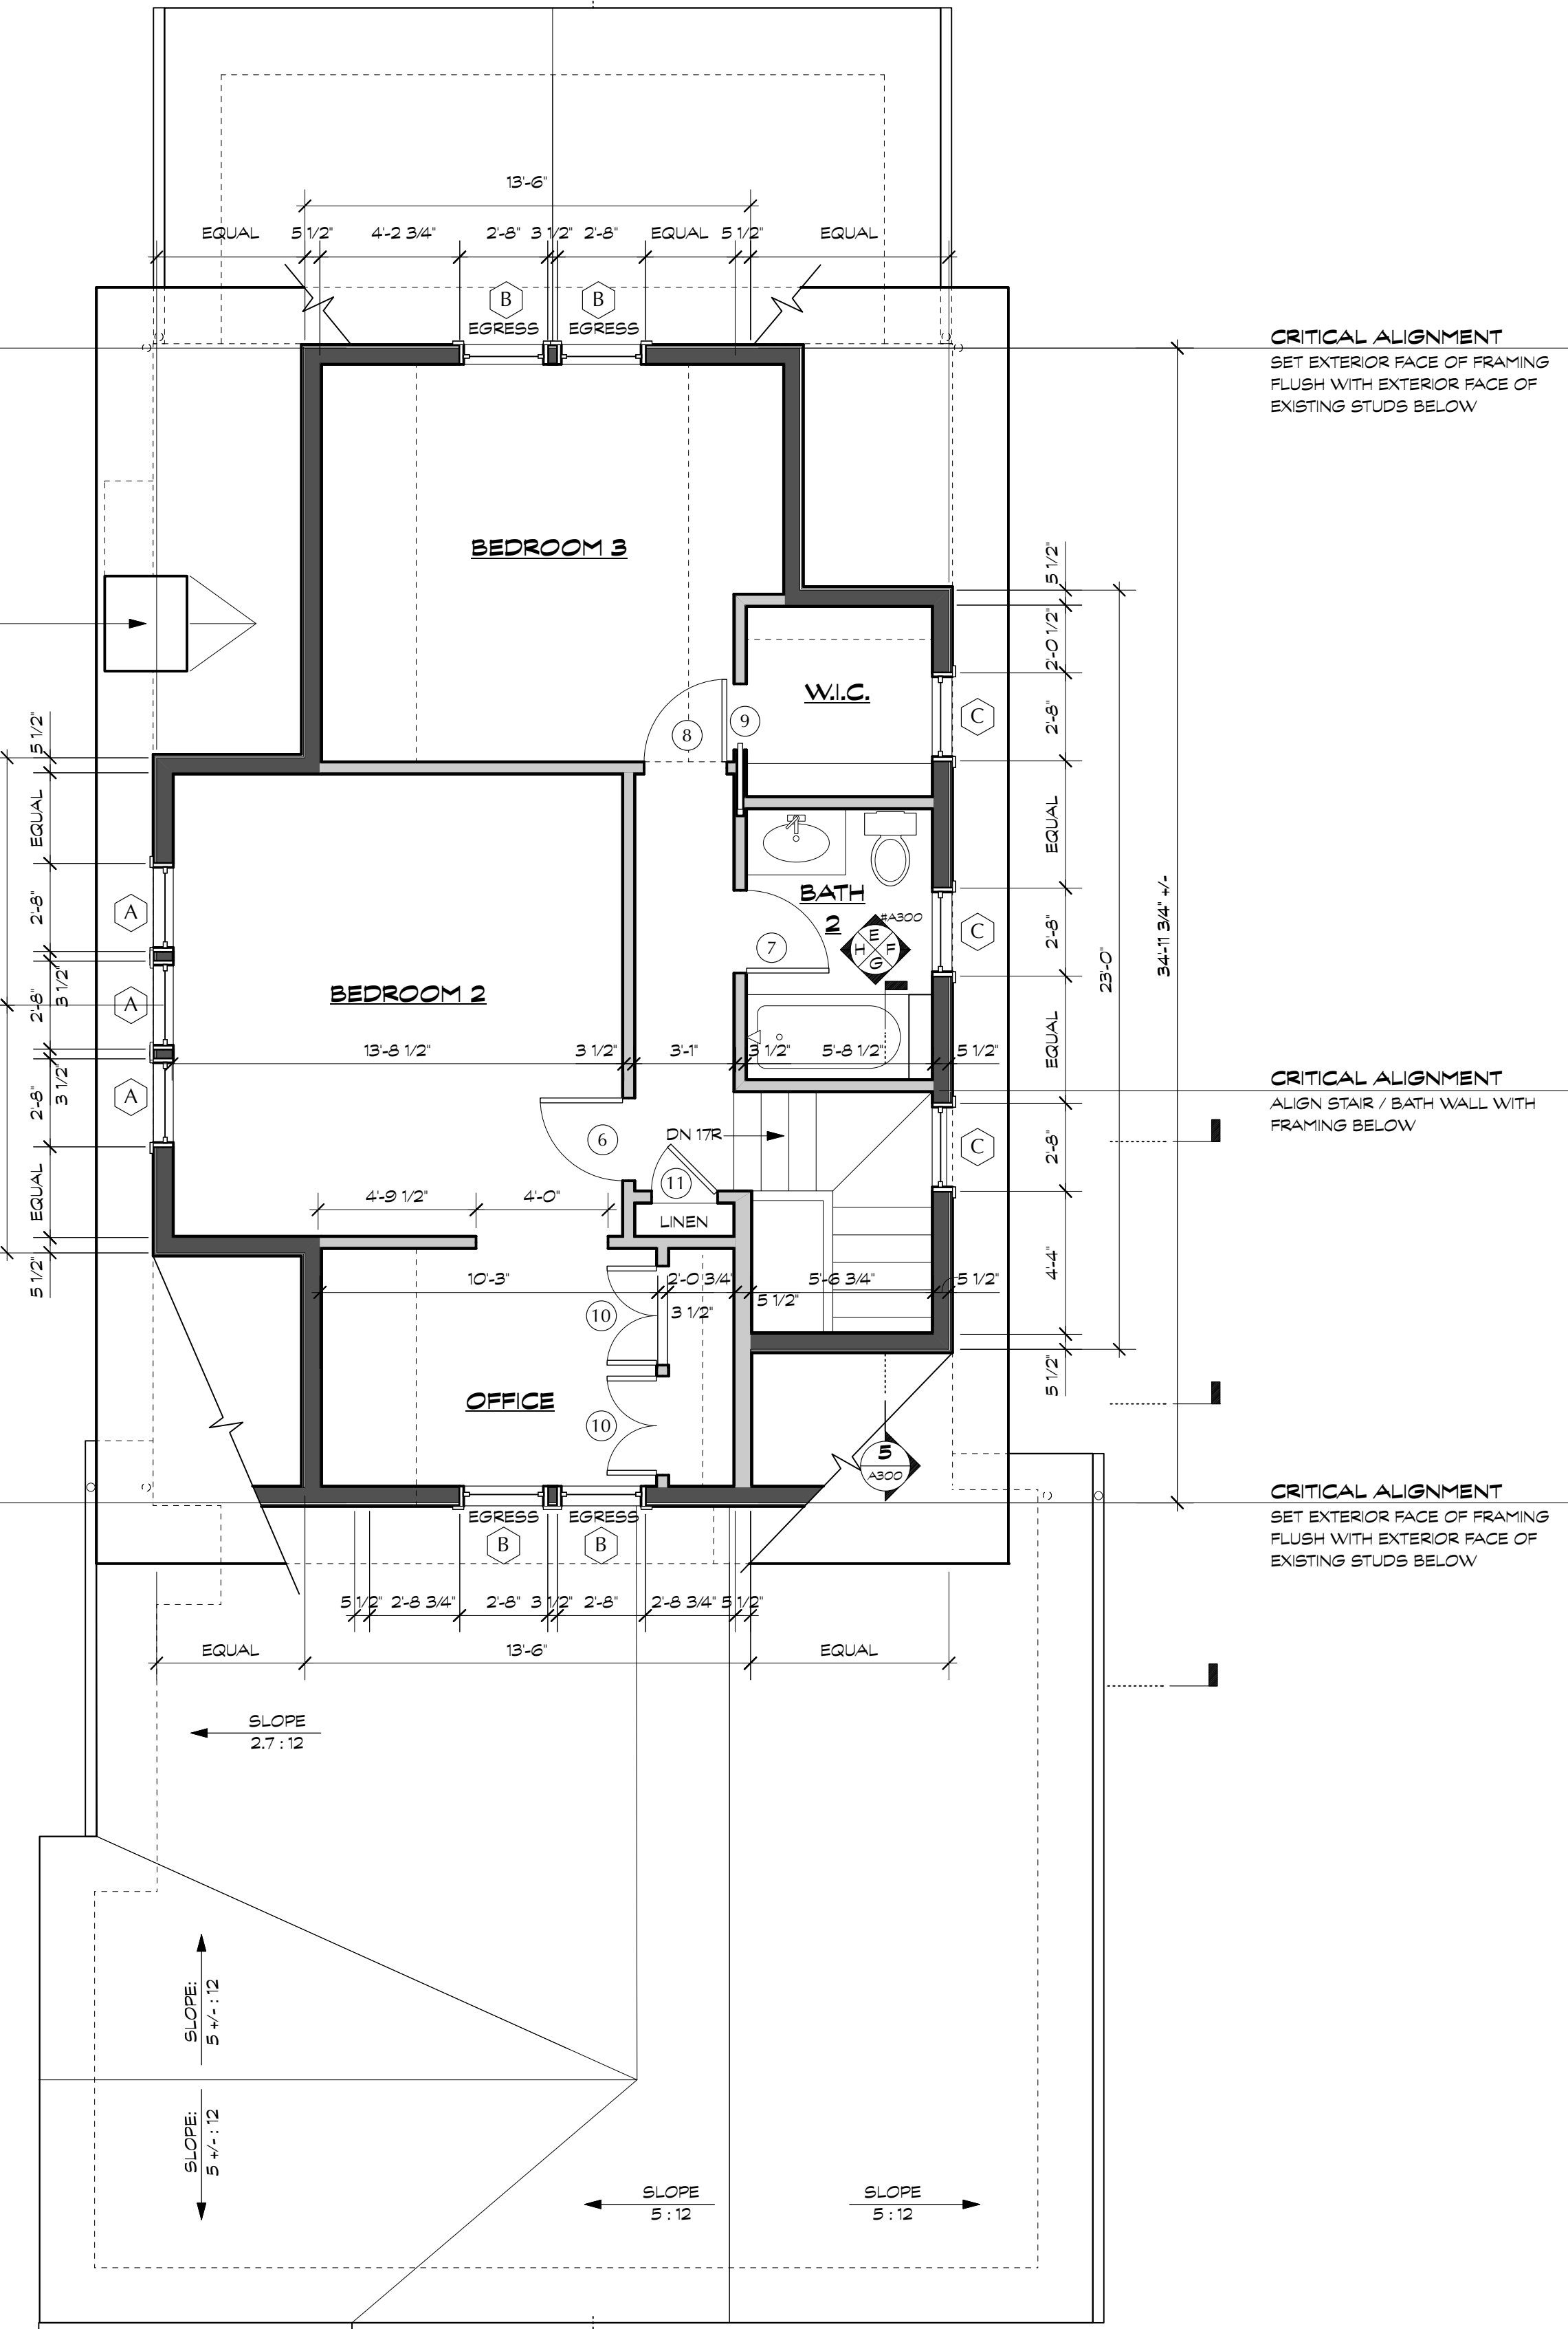 13'-6"
EQUAL 5 1/2" 4'-2 3/4" 2'-8" 3 1/2" 2'-8" EQUAL 5 1/2" EQUAL
B B
EGRESS EGRESS
CRITICAL ALIGNMENT
SET EXTERIOR FACE OF FRAMING
FLUSH WITH EXTERIOR FACE OF
EXISTING STUDS BELOW
BEDROOM 3
5 1/2"
2'-0 1/2"
W.I.C.
8
9
C
2'-8"
5 1/2"
EQUAL
EQUAL
BATH
2
#A300
E
H F
G
7
C
2'-8"
A
2'-8"
3 1/2"
A
2'-8"
3 1/2"
A
2'-8"
BEDROOM 2
23'-0"
34'-11 3/4" +/-
EQUAL
13'-8 1/2" 3 1/2" 3'-1" 3 1/2" 5'-8 1/2" 5 1/2"
CRITICAL ALIGNMENT
ALIGN STAIR / BATH WALL WITH
FRAMING BELOW
6
DN 17R
C
2'-8"
11
EQUAL
4'-9 1/2" 4'-0"
LINEN
5 1/2"
10'-3" 2'-0 3/4" 5'-6 3/4" 5 1/2"
3 1/2" 5 1/2"
4'-4"
10
5 1/2"
OFFICE
10
5
A300
CRITICAL ALIGNMENT
SET EXTERIOR FACE OF FRAMING
FLUSH WITH EXTERIOR FACE OF
EXISTING STUDS BELOW
EGRESS EGRESS
B B
5 1/2" 2'-8 3/4" 2'-8" 3 1/2" 2'-8" 2'-8 3/4" 5 1/2"
EQUAL 13'-6" EQUAL
SLOPE
2.7 : 12
SLOPE:
5 +/- : 12
SLOPE:
5 +/- : 12
SLOPE
5 : 12
SLOPE
5 : 12